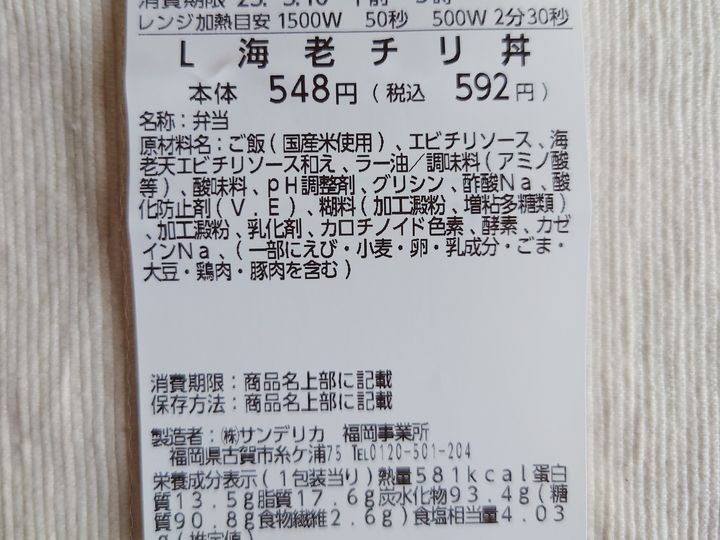 レンジ加熱目安 1500W 50秒 500W 2分30秒
L 海老チリ丼
本体 548円(税込 592円)
名称:弁当
原材料名:ご飯(国産米使用)、エビチリソース、海
老天エビチリソース和え、ラー油/調味料(アミノ酸
等)、酸味料、pH調整剤、グリシン、酢酸Na、酸
化防止剤(V.E)、糊料(加工澱粉、増粘多糖類)
、加工澱粉、乳化剤、カロチノイド色素、酵素、カゼ
インNa、(一部にえび・小麦・卵・乳成分・ごま・
大豆・鶏肉・豚肉を含む)
消費期限:商品名上部に記載
保存方法:商品名上部に記載
製造者:㈱サンデリカ 福岡事業所
福岡県古賀市糸ケ浦75 TEL0120-501-204
栄養成分表示(1包装当り)熱量581kcal蛋白
質13.5g脂質17.6g炭水化物93.4g(糖
質90.8g食物繊維2.6g)食塩相当量4.03
g(推定値)